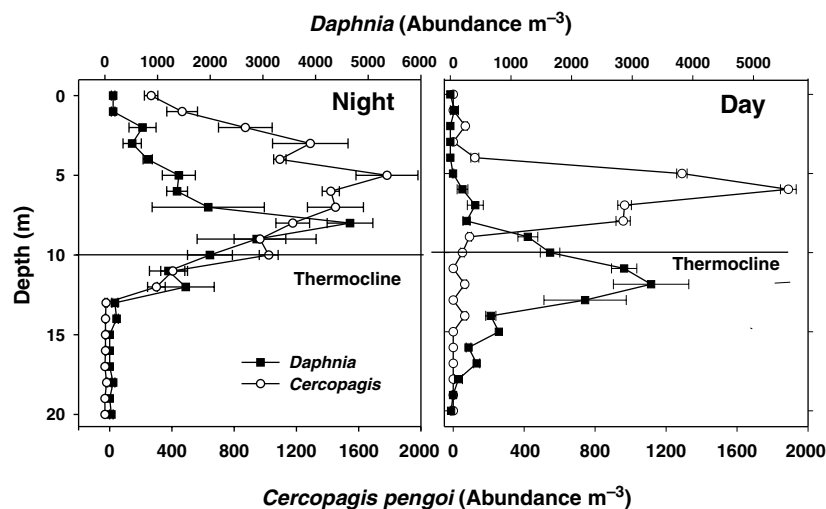 Daphnia (Abundance m⁻³)
0 1000 2000 3000 4000 5000 6000
0 1000 2000 3000 4000 5000
Night
Day
0
5
10
15
20
Depth (m)
Thermocline
Thermocline
Daphnia
Cercopagis
0 400 800 1200 1600 2000
0 400 800 1200 1600 2000
Cercopagis pengoi (Abundance m⁻³)